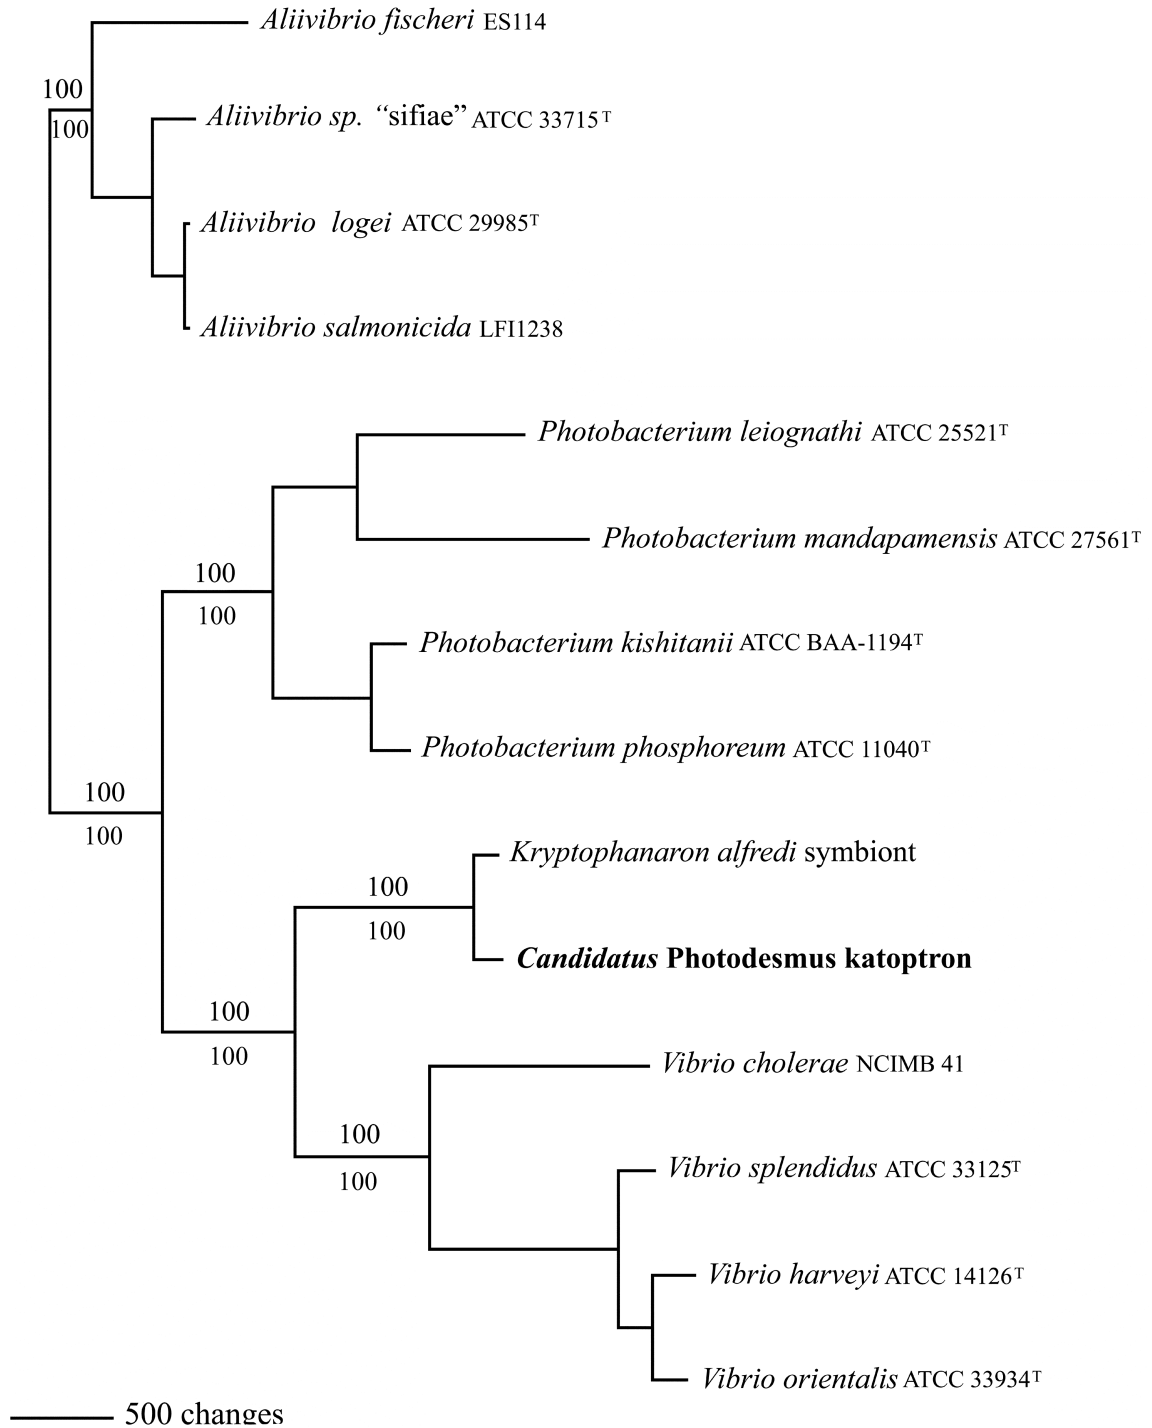 Aliivibrio fischeri ES114
100
100
Aliivibrio sp. “sifiae” ATCC 33715T
Aliivibrio logei ATCC 29985T
Aliivibrio salmonicida LFI1238
Photobacterium leiognathi ATCC 25521T
Photobacterium mandapamensis ATCC 27561T
100
100
Photobacterium kishitanii ATCC BAA-1194T
Photobacterium phosphoreum ATCC 11040T
100
100
Kryptophanaron alfredi symbiont
100
100
Candidatus Photodesmus katoptron
100
100
Vibrio cholerae NCIMB 41
100
100
Vibrio splendidus ATCC 33125T
Vibrio harveyi ATCC 14126T
Vibrio orientalis ATCC 33934T
500 changes